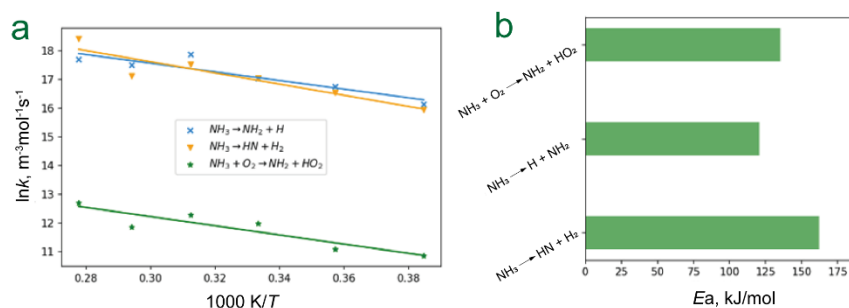 a
18
17
16
15
14
13
12
11
lnk, m⁻³mol⁻¹s⁻¹
NH₃→NH₂ + H
NH₃→HN + H₂
NH₃ + O₂→NH₂ + HO₂
0.28 0.30 0.32 0.34 0.36 0.38
1000 K/T
b
NH₃ + O₂ ⟶ NH₂ + HO₂
NH₃ ⟶ H + NH₂
NH₃ ⟶ HN + H₂
0 25 50 75 100 125 150 175
Ea, kJ/mol